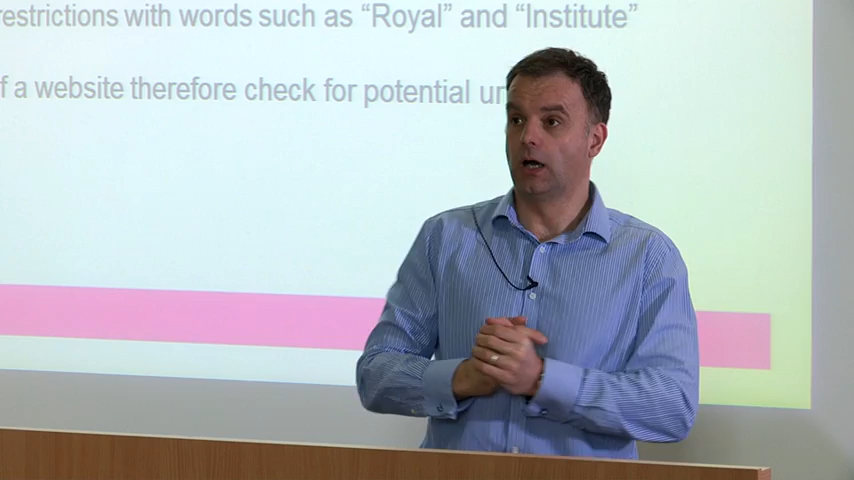 restrictions with words such as “Royal” and “Institute”
f a website therefore check for potential